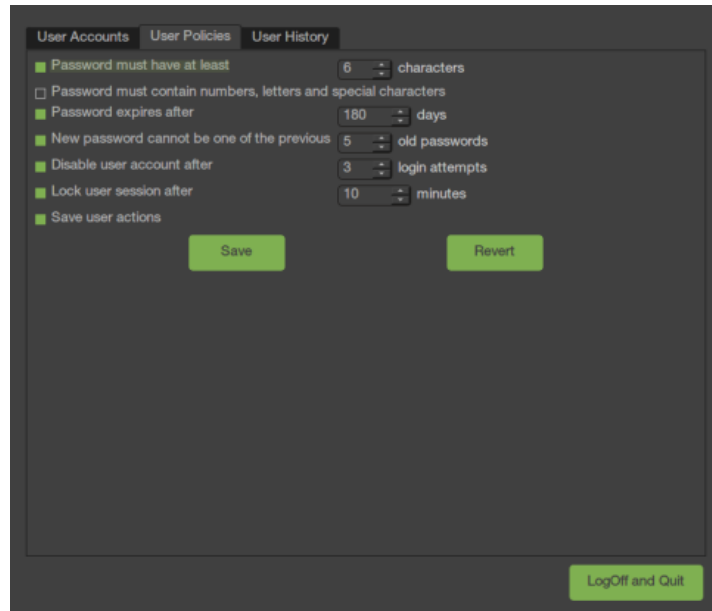 User Accounts User Policies User History
Password must have at least 6 characters
Password must contain numbers, letters and special characters
Password expires after 180 days
New password cannot be one of the previous 5 old passwords
Disable user account after 3 login attempts
Lock user session after 10 minutes
Save user actions
Save Revert
LogOff and Quit